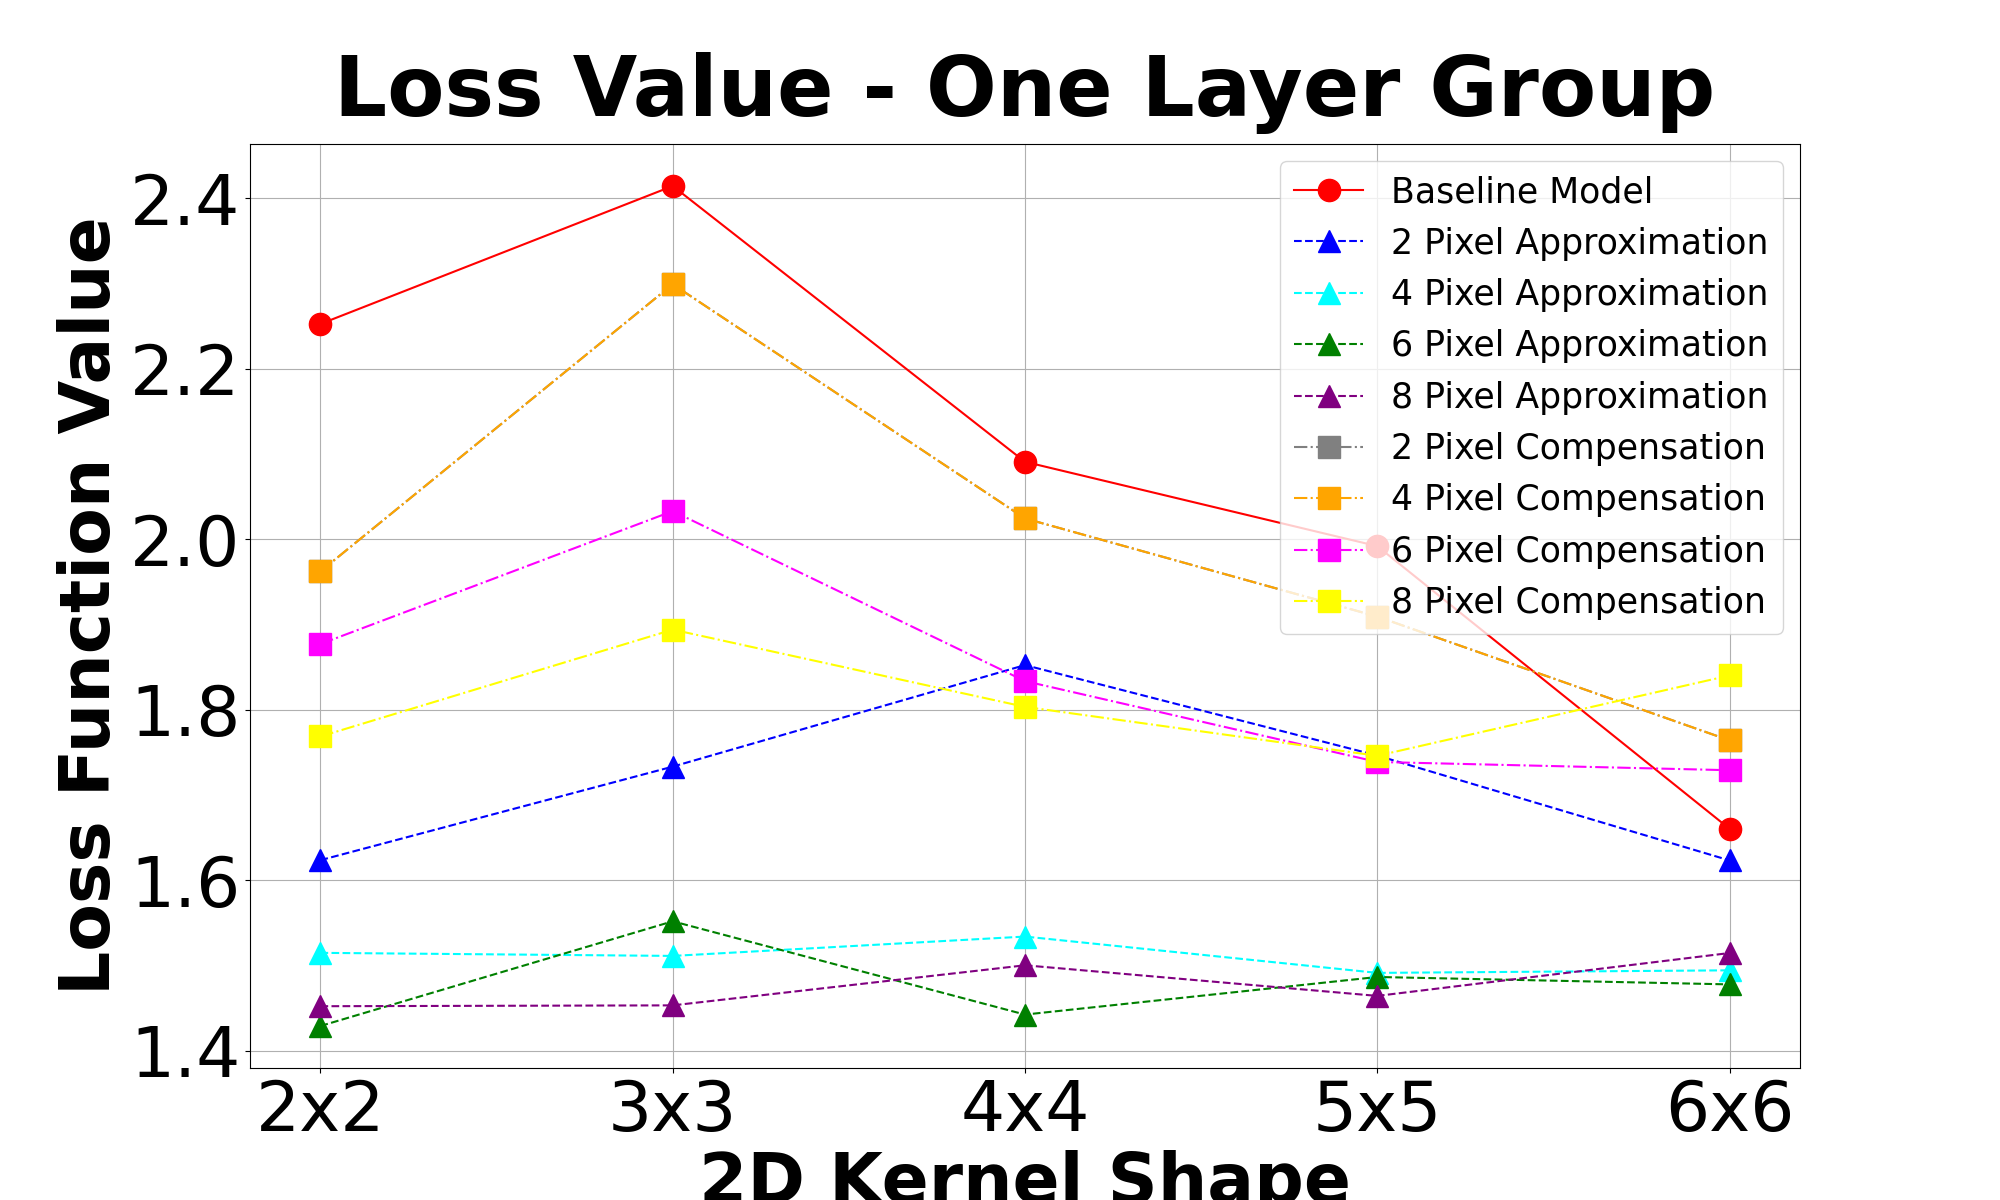 Loss Value - One Layer Group
Loss Function Value
2.4
2.2
2.0
1.8
1.6
1.4
Baseline Model
2 Pixel Approximation
4 Pixel Approximation
6 Pixel Approximation
8 Pixel Approximation
2 Pixel Compensation
4 Pixel Compensation
6 Pixel Compensation
8 Pixel Compensation
2x2 3x3 4x4 5x5 6x6
2D Kernel Shape